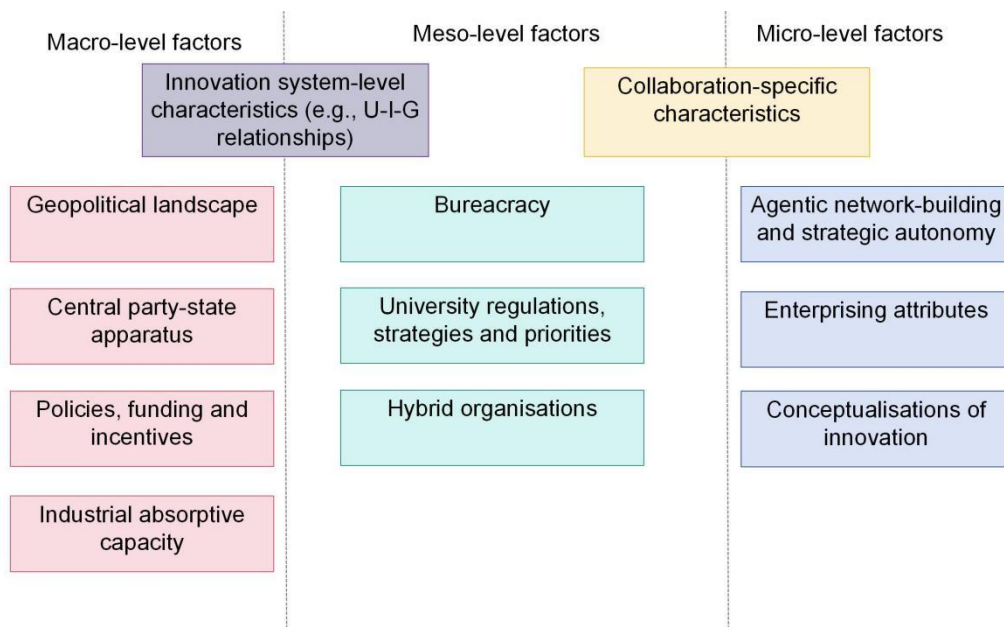 Macro-level factors
Meso-level factors
Micro-level factors
Innovation system-level
characteristics (e.g., U-I-G
relationships)
Collaboration-specific
characteristics
Geopolitical landscape
Bureacracy
Agentic network-building
and strategic autonomy
Central party-state
apparatus
University regulations,
strategies and priorities
Enterprising attributes
Policies, funding and
incentives
Hybrid organisations
Conceptualisations of
innovation
Industrial absorptive
capacity